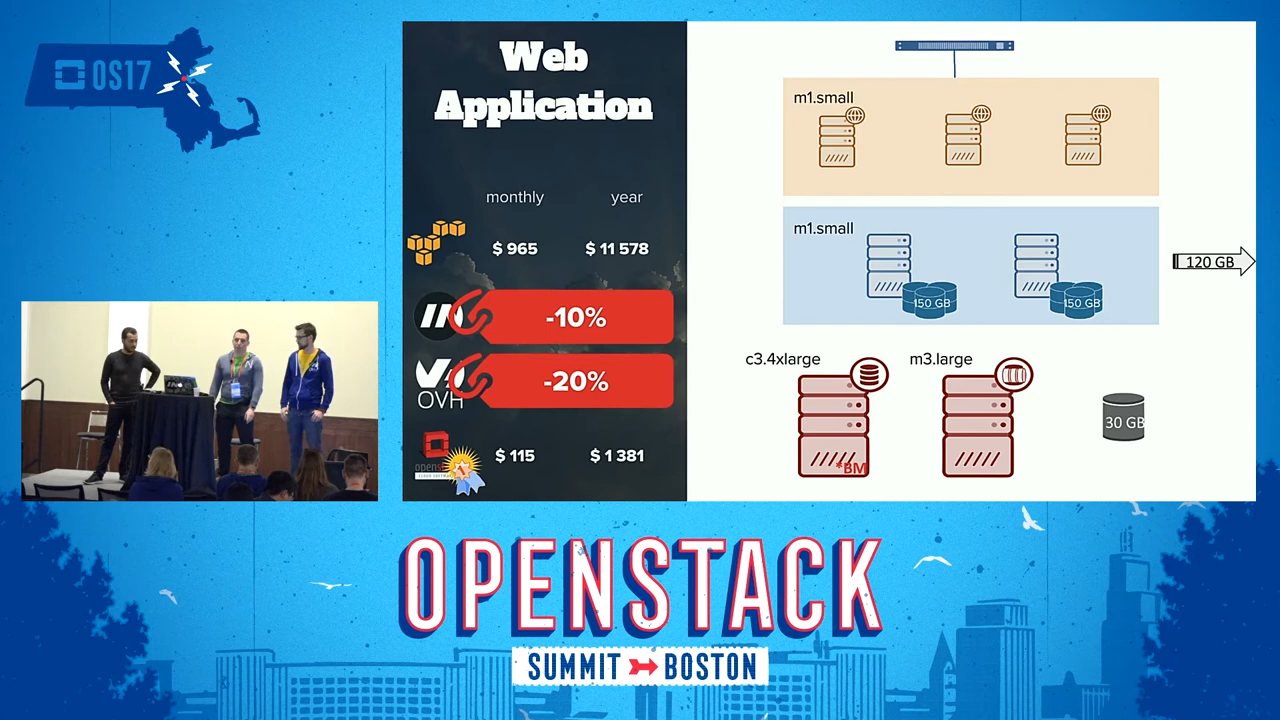 OS17
Web
Application
monthly year
$ 965 $ 11 578
-10%
-20%
OVH
$ 115 $ 1 381
m1.small
m1.small
150 GB 150 GB
120 GB
c3.4xlarge m3.large
*BM
30 GB
OPENSTACK
SUMMIT BOSTON